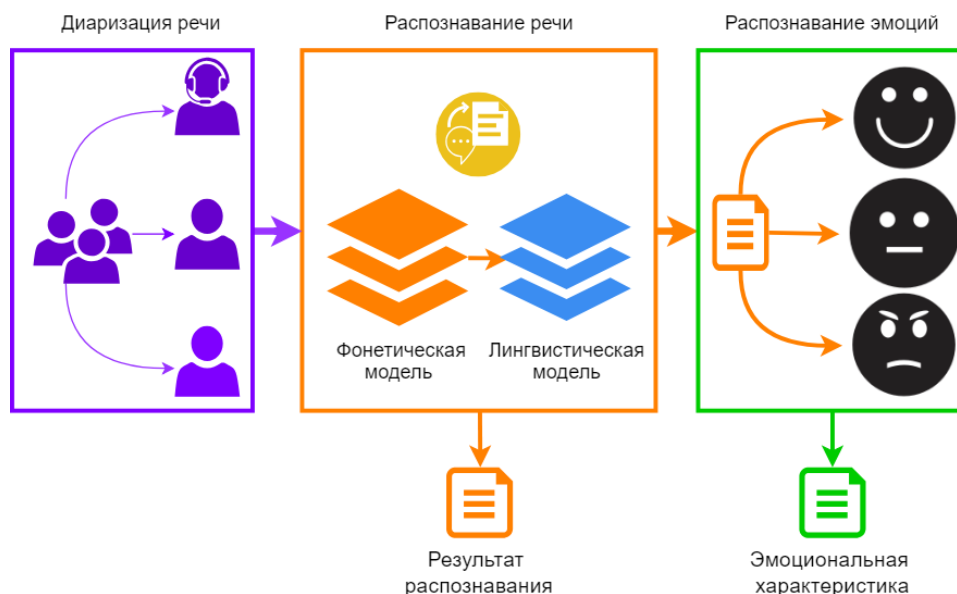 Диаризация речи
Распознавание речи
Распознавание эмоций
Фонетическая
модель
Лингвистическая
модель
Результат
распознавания
Эмоциональная
характеристика